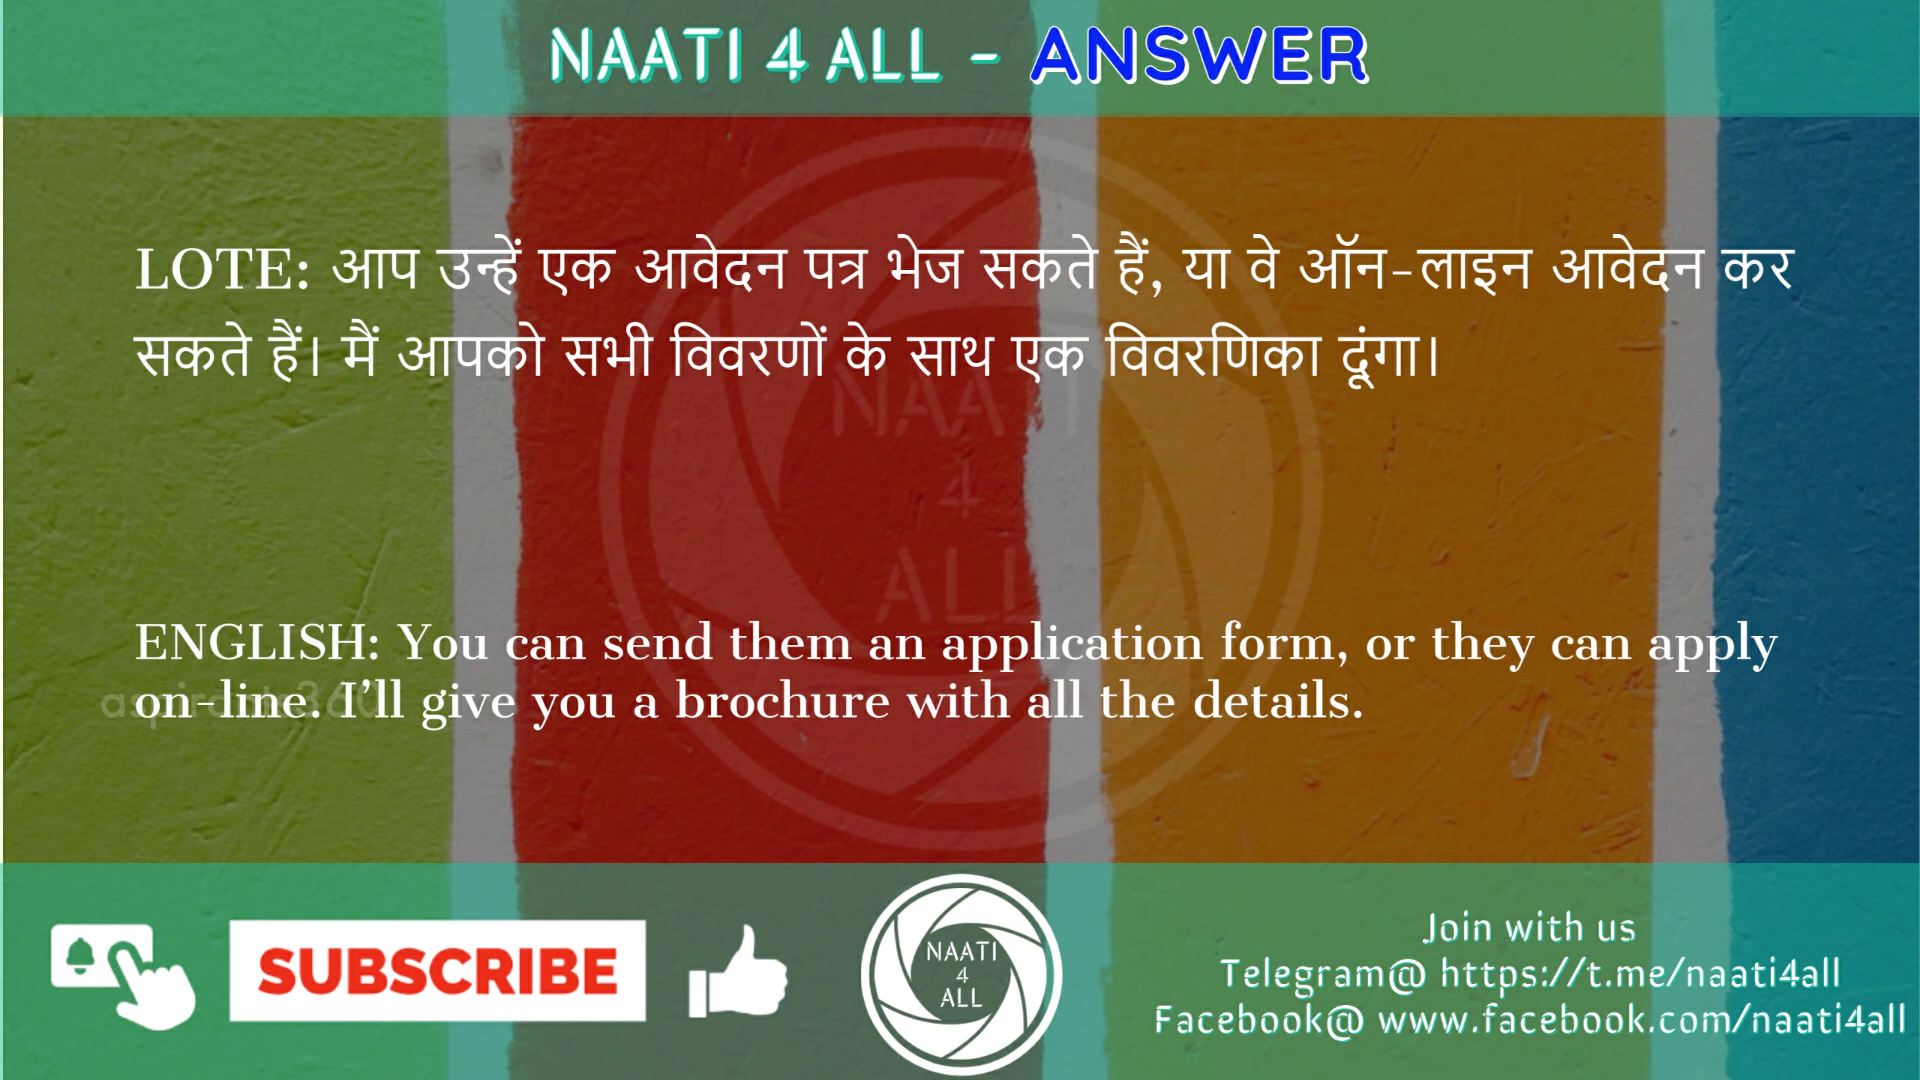 NAATI 4 ALL - ANSWER
LOTE: आप उन्हें एक आवेदन पत्र भेज सकते हैं, या वे ऑन-लाइन आवेदन कर
सकते हैं। मैं आपको सभी विवरणों के साथ एक विवरणिका दूंगा।
NAATI
4
ALL
ENGLISH: You can send them an application form, or they can apply
on-line. I’ll give you a brochure with all the details.
SUBSCRIBE
NAATI
4
ALL
Join with us
Telegram@ https://t.me/naati4all
Facebook@ www.facebook.com/naati4all